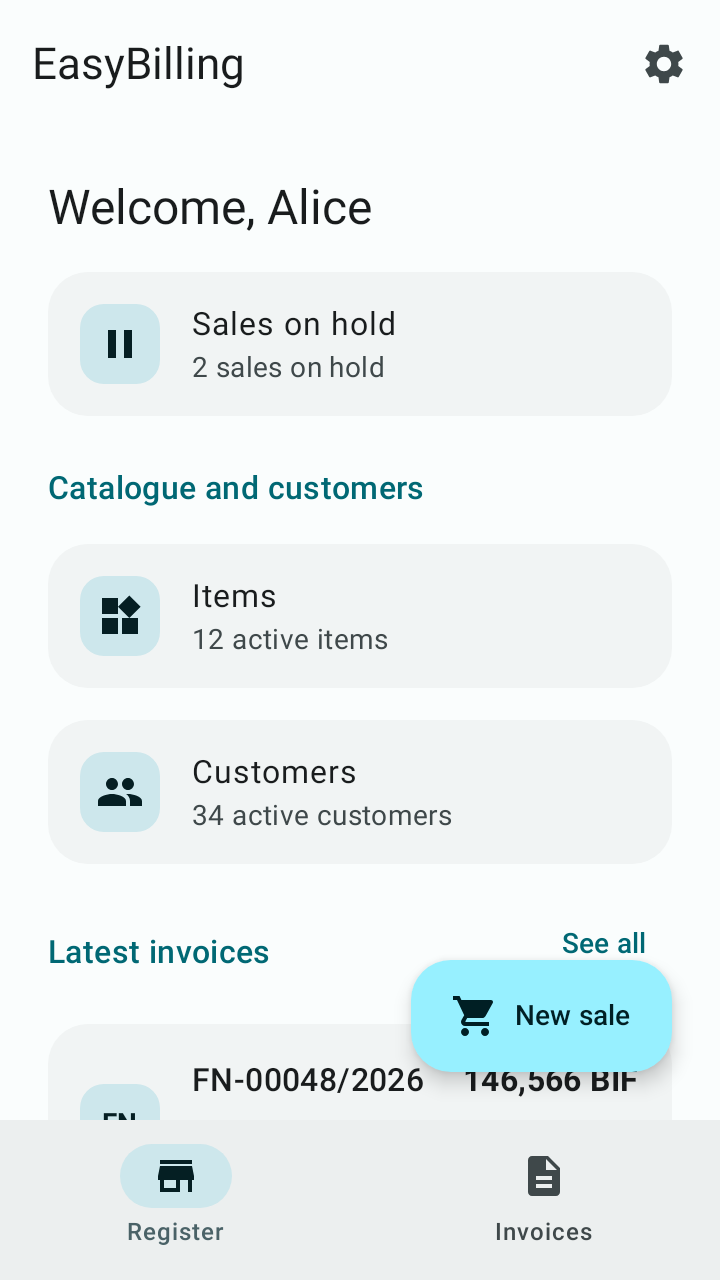 EasyBilling
Welcome, Alice
Sales on hold
2 sales on hold
Catalogue and customers
Items
12 active items
Customers
34 active customers
Latest invoices
See all
New sale
FN-00048/2026
146,566 BIF
FN
Register
Invoices